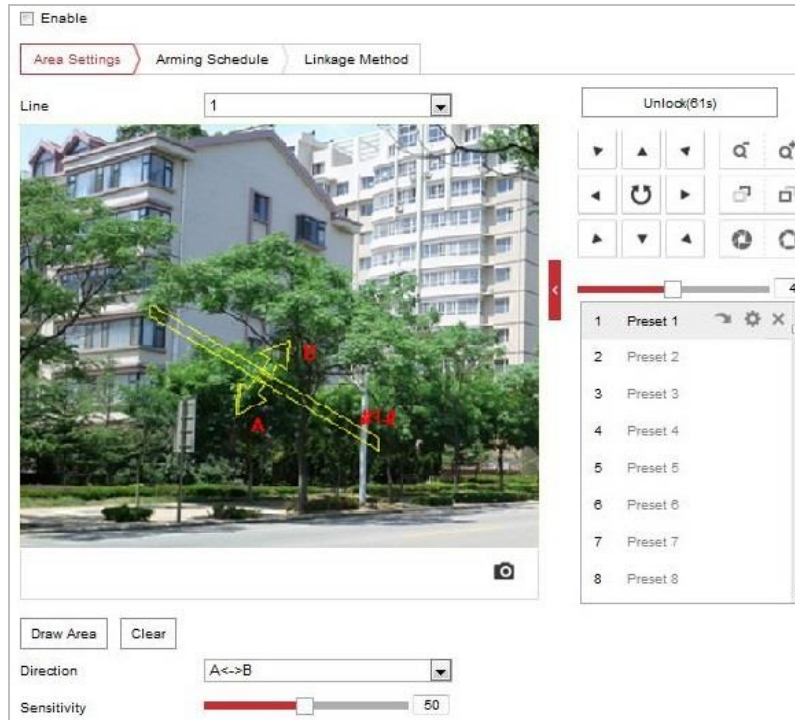 Enable
Area Settings Arming Schedule Linkage Method
Line 1
Unlock(61s)
B
A
#1#
4
1 Preset 1
2 Preset 2
3 Preset 3
4 Preset 4
5 Preset 5
6 Preset 6
7 Preset 7
8 Preset 8
Draw Area Clear
Direction A<->B
Sensitivity 50